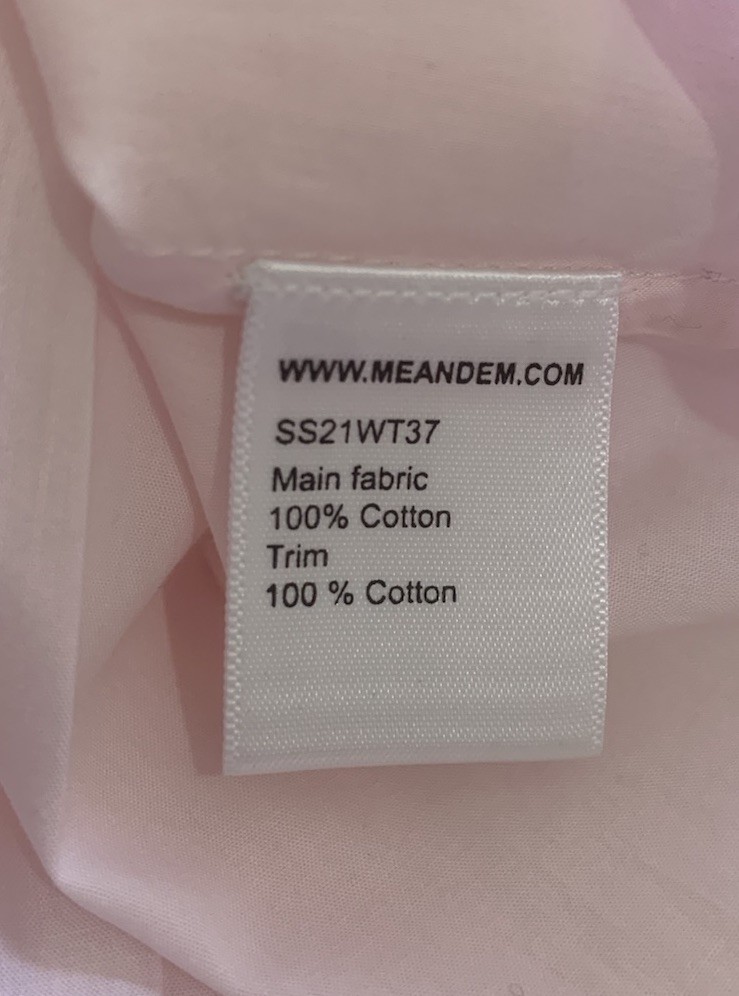 WWW.MEANDEM.COM
SS21WT37
Main fabric
100% Cotton
Trim
100 % Cotton